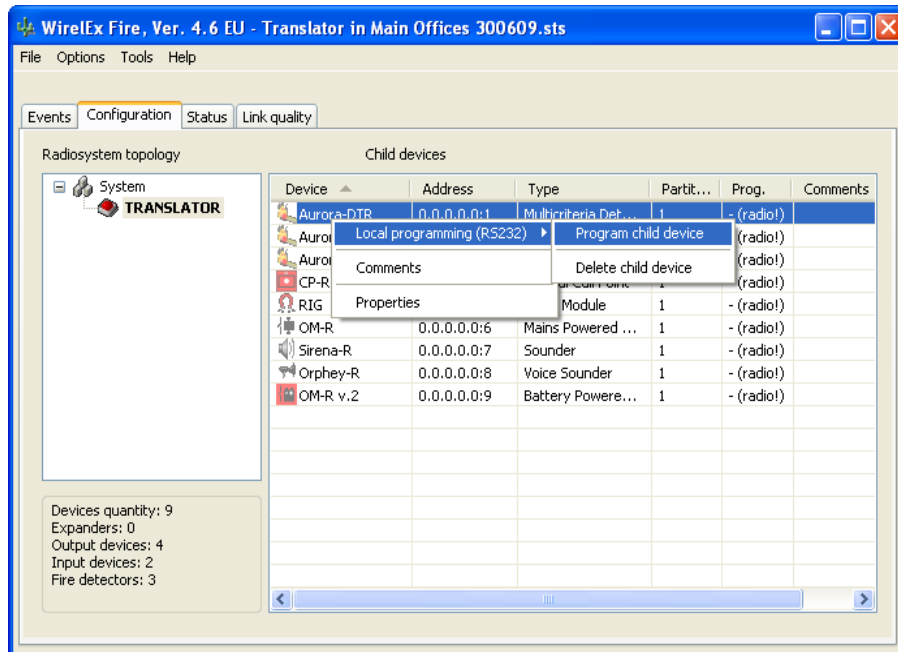 WirelEx Fire, Ver. 4.6 EU - Translator in Main Offices 300609.sts
File Options Tools Help
Events Configuration Status Link quality
Radiosystem topology
Child devices
System
TRANSLATOR
Device Address Type Partit... Prog. Comments
Aurora-DTR 0.0.0.0.0:1 Multicriteria Det... 1 - (radio!)
Local programming (RS232) Program child device
Comments Delete child device
Properties
(radio!)
(radio!)
CP-R 1 (radio!)
RIG Module 1 - (radio!)
OM-R 0.0.0.0.0:6 Mains Powered ... 1 - (radio!)
Sirena-R 0.0.0.0.0:7 Sounder 1 - (radio!)
Orphey-R 0.0.0.0.0:8 Voice Sounder 1 - (radio!)
OM-R v.2 0.0.0.0.0:9 Battery Powere... 1 - (radio!)
Devices quantity: 9
Expanders: 0
Output devices: 4
Input devices: 2
Fire detectors: 3